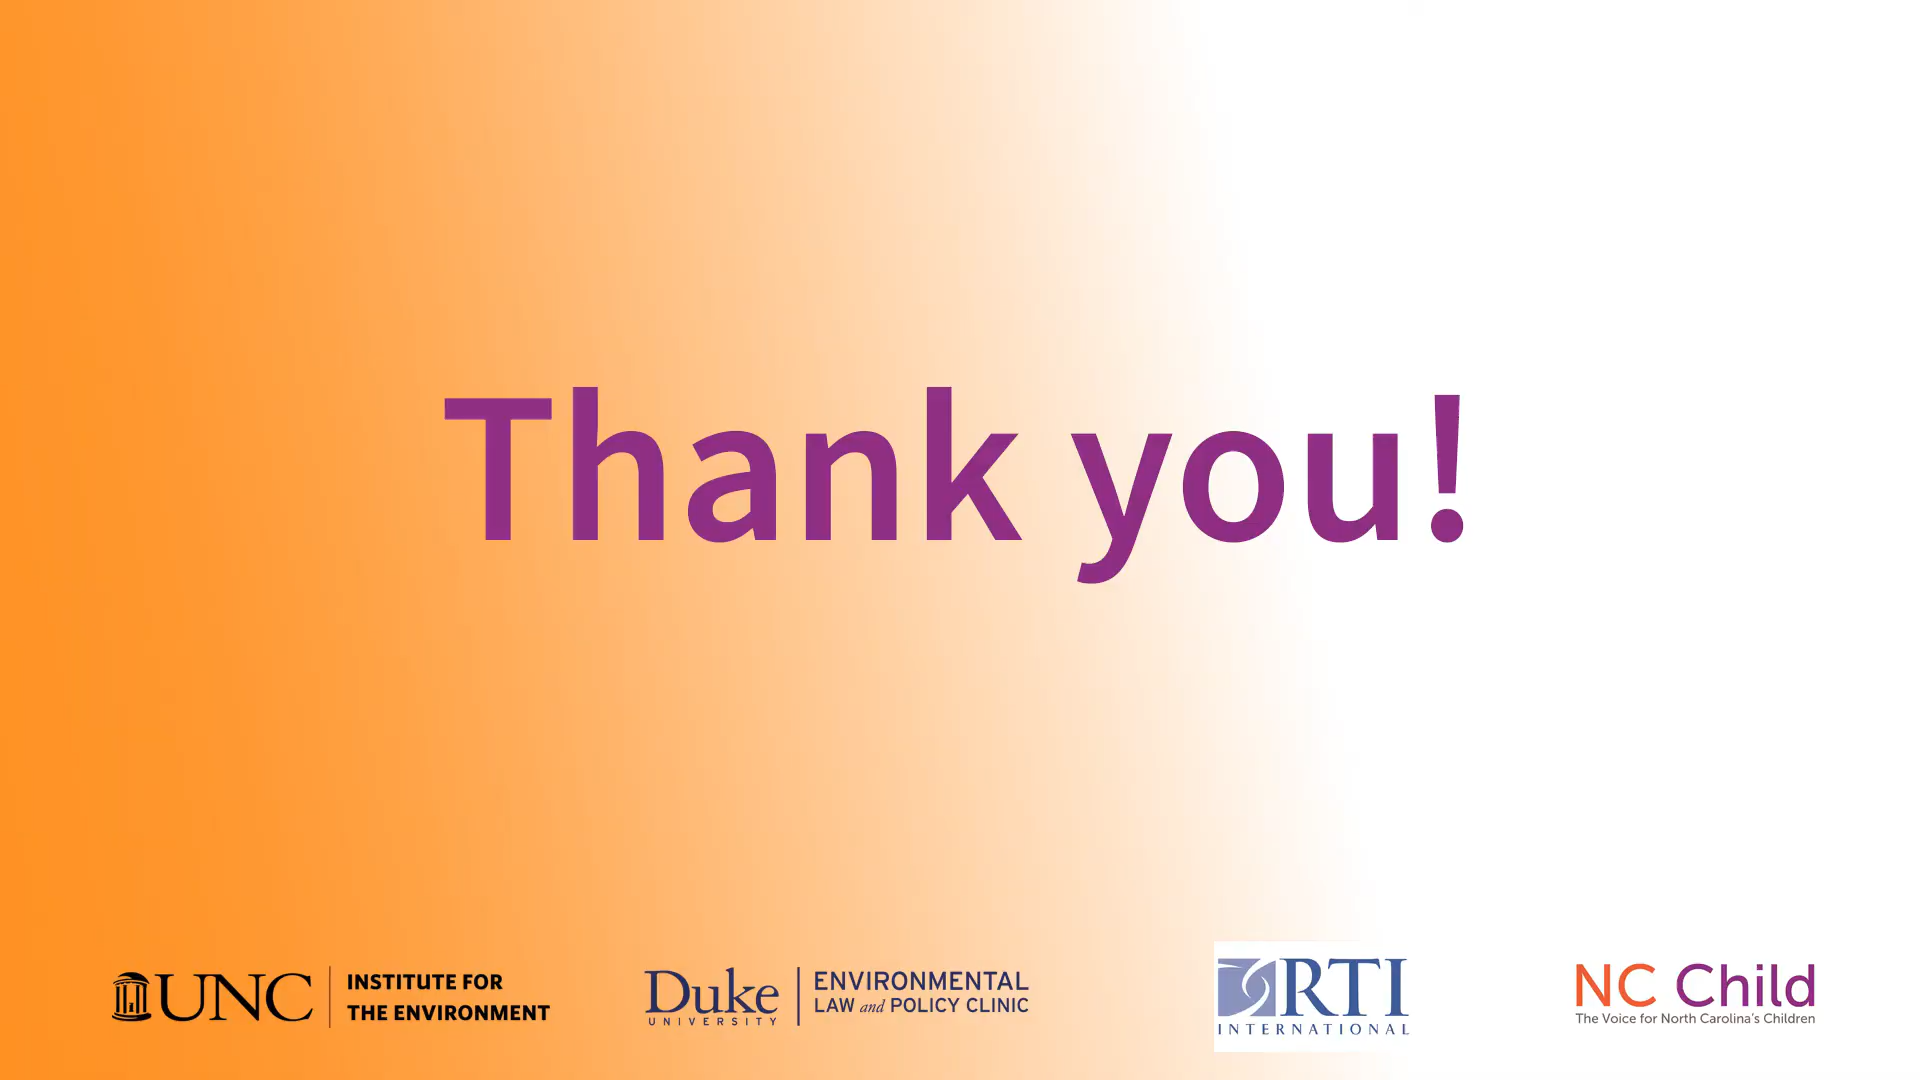 Thank you!
UNC
INSTITUTE FOR
THE ENVIRONMENT
Duke
UNIVERSITY
ENVIRONMENTAL
LAW and POLICY CLINIC
RTI
INTERNATIONAL
NC Child
The Voice for North Carolina's Children